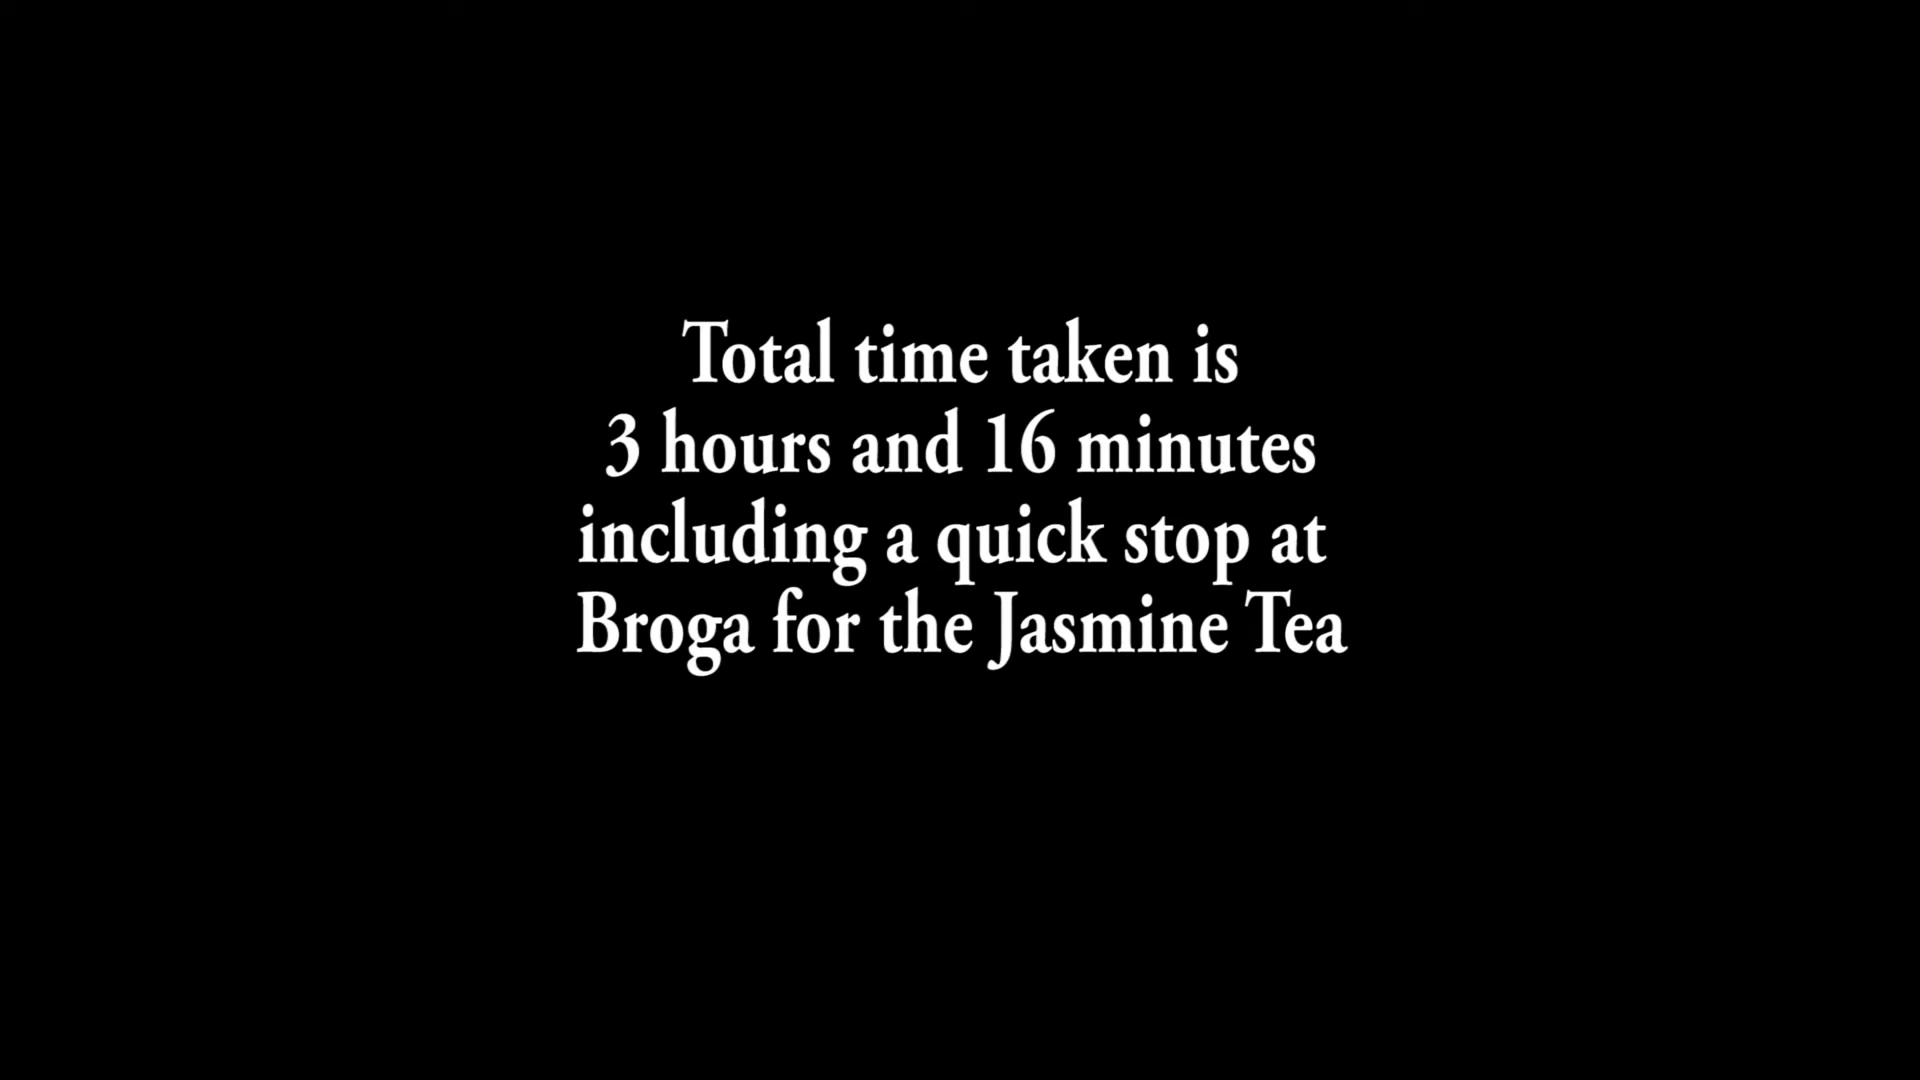 Total time taken is
3 hours and 16 minutes
including a quick stop at
Broga for the Jasmine Tea